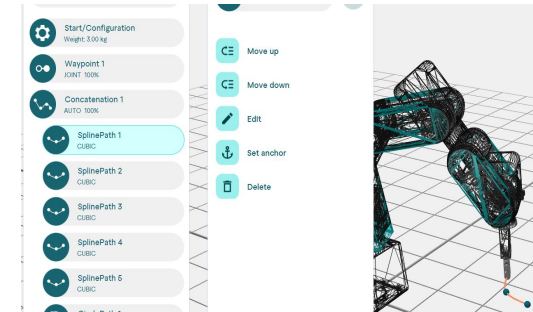 Start/Configuration
Weight: 3.00 kg
Waypoint 1
JOINT 100%
Concatenation 1
AUTO 100%
SplinePath 1
CUBIC
SplinePath 2
CUBIC
SplinePath 3
CUBIC
SplinePath 4
CUBIC
SplinePath 5
CUBIC
Move up
Move down
Edit
Set anchor
Delete